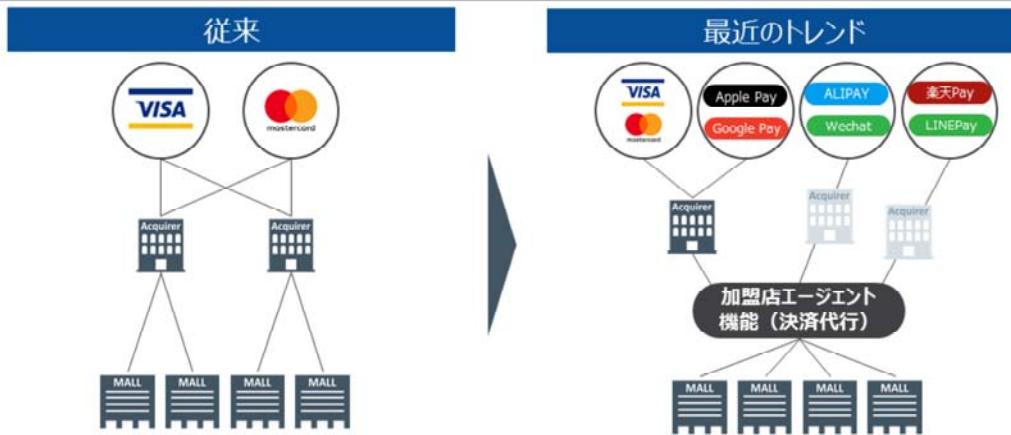 従来
VISA
mastercard
Acquirer
Acquirer
MALL
MALL
MALL
MALL
最近のトレンド
VISA
mastercard
Apple Pay
Google Pay
ALIPAY
Wechat
楽天Pay
LINEPay
Acquirer
Acquirer
Acquirer
加盟店エージェント
機能（決済代行）
MALL
MALL
MALL
MALL